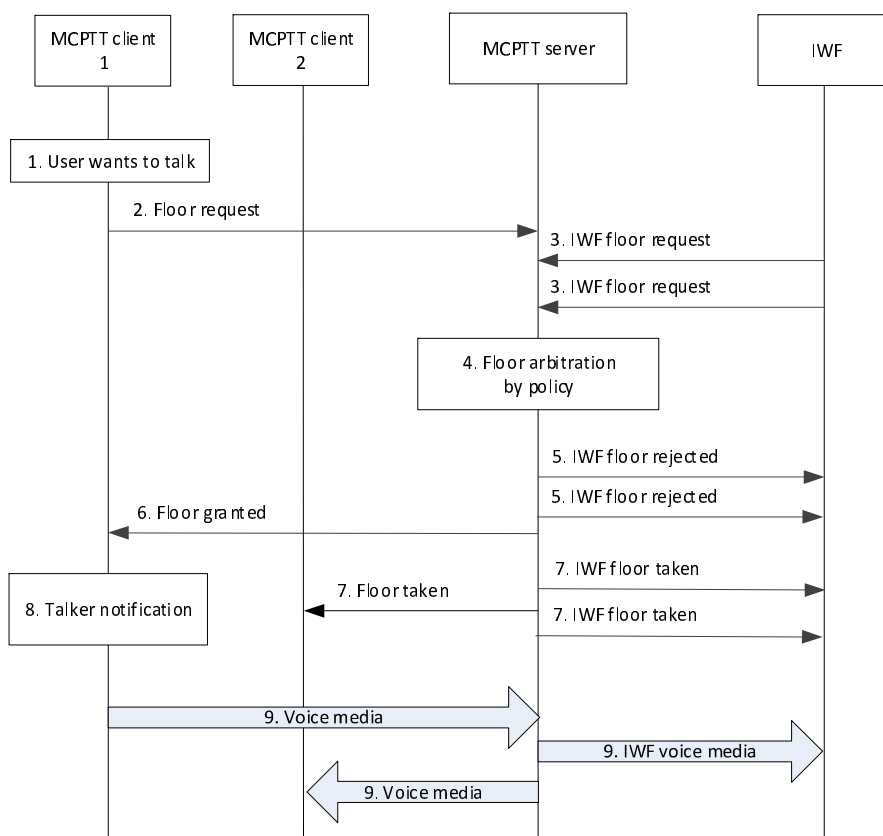 MCPTT client
1
MCPTT client
2
MCPTT server
IWF
1. User wants to talk
2. Floor request
3. IWF floor request
3. IWF floor request
4. Floor arbitration
by policy
5. IWF floor rejected
5. IWF floor rejected
6. Floor granted
7. IWF floor taken
7. Floor taken
8. Talker notification
7. IWF floor taken
9. Voice media
9. IWF voice media
9. Voice media